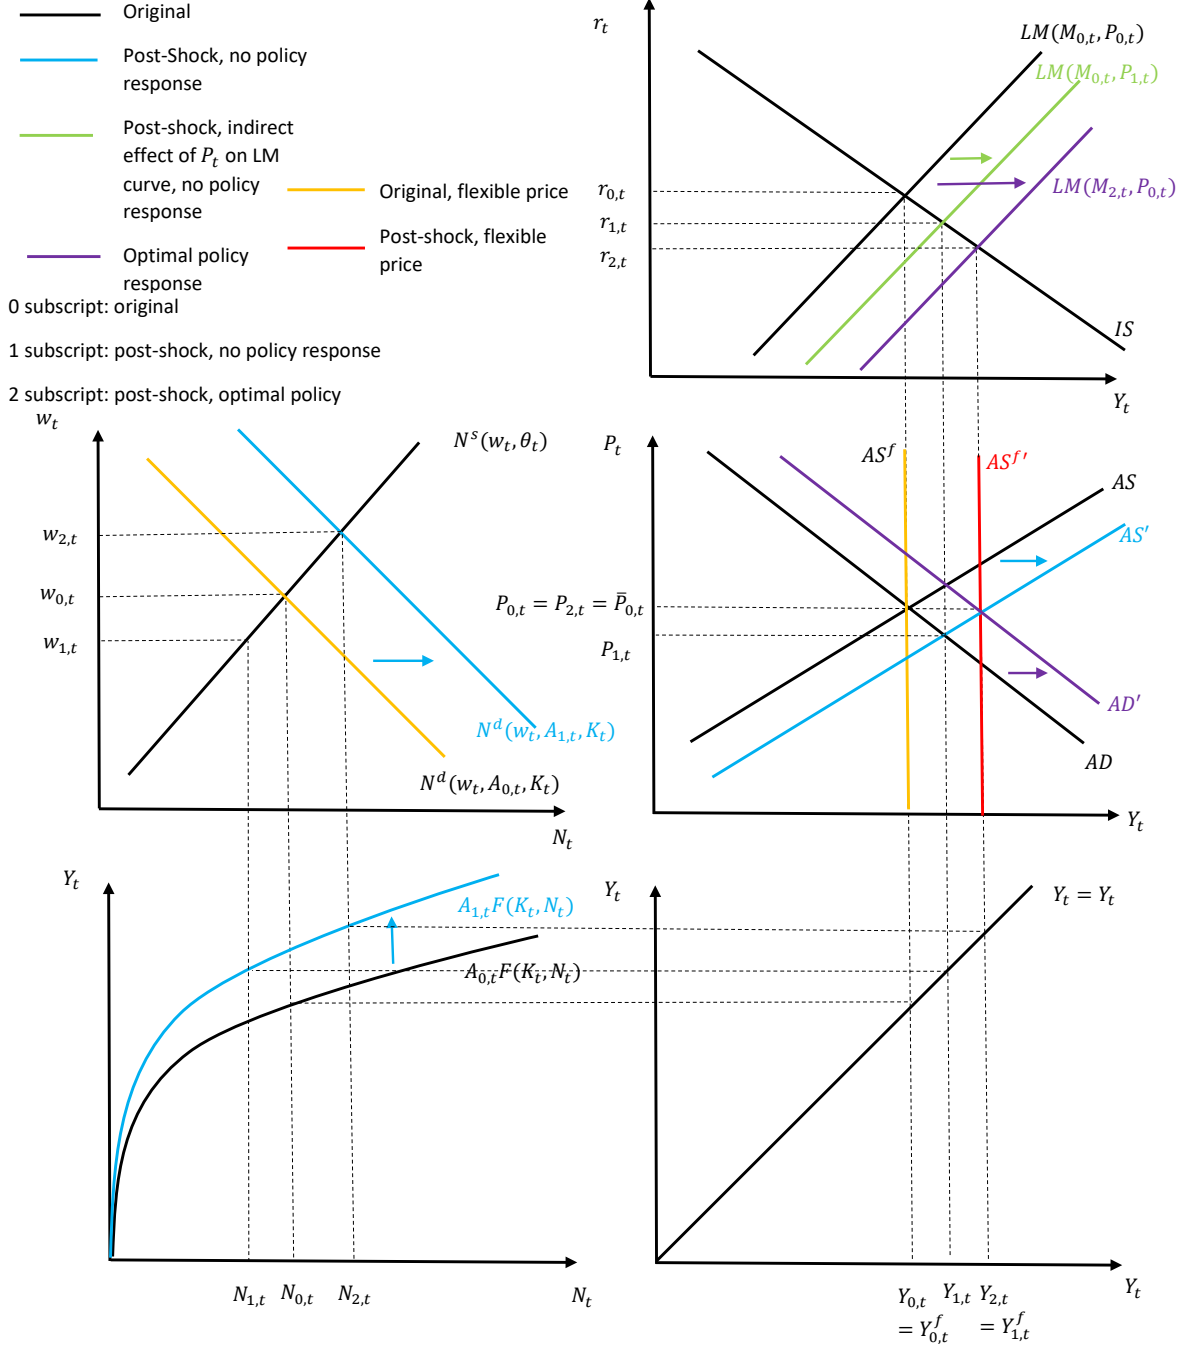 Original
Post-Shock, no policy
response
Post-shock, indirect
effect of P_t on LM
curve, no policy
response
Original, flexible price
Optimal policy
response
Post-shock, flexible
price
0 subscript: original
1 subscript: post-shock, no policy response
2 subscript: post-shock, optimal policy
r_t
LM(M_{0,t}, P_{0,t})
LM(M_{0,t}, P_{1,t})
LM(M_{2,t}, P_{0,t})
r_{0,t}
r_{1,t}
r_{2,t}
IS
Y_t
w_t
N^s(w_t, θ_t)
w_{2,t}
w_{0,t}
w_{1,t}
N^d(w_t, A_{1,t}, K_t)
N^d(w_t, A_{0,t}, K_t)
N_t
P_t
AS^f
AS^{f'}
AS
AS'
P_{0,t} = P_{2,t} = P̄_{0,t}
P_{1,t}
AD'
AD
Y_t
Y_t
A_{1,t}F(K_t, N_t)
A_{0,t}F(K_t, N_t)
N_{1,t}
N_{0,t}
N_{2,t}
N_t
Y_t
Y_t = Y_t
Y_{0,t}
Y_{1,t}
Y_{2,t}
Y_t
= Y^f_{0,t}
= Y^f_{1,t}